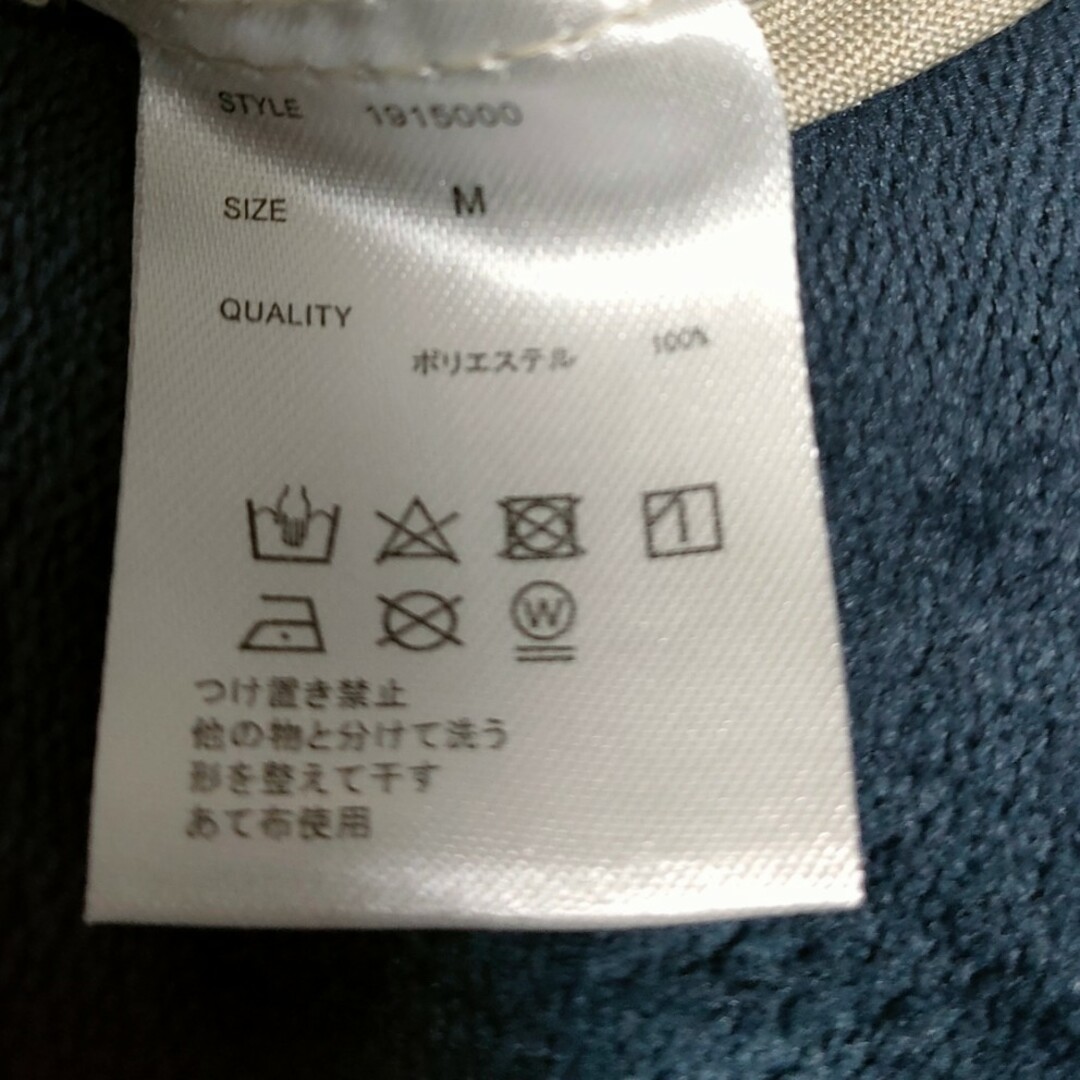 STYLE 1915000
SIZE M
QUALITY
ポリエステル 100%
W
つけ置き禁止
他の物と分けて洗う
形を整えて干す
あて布使用